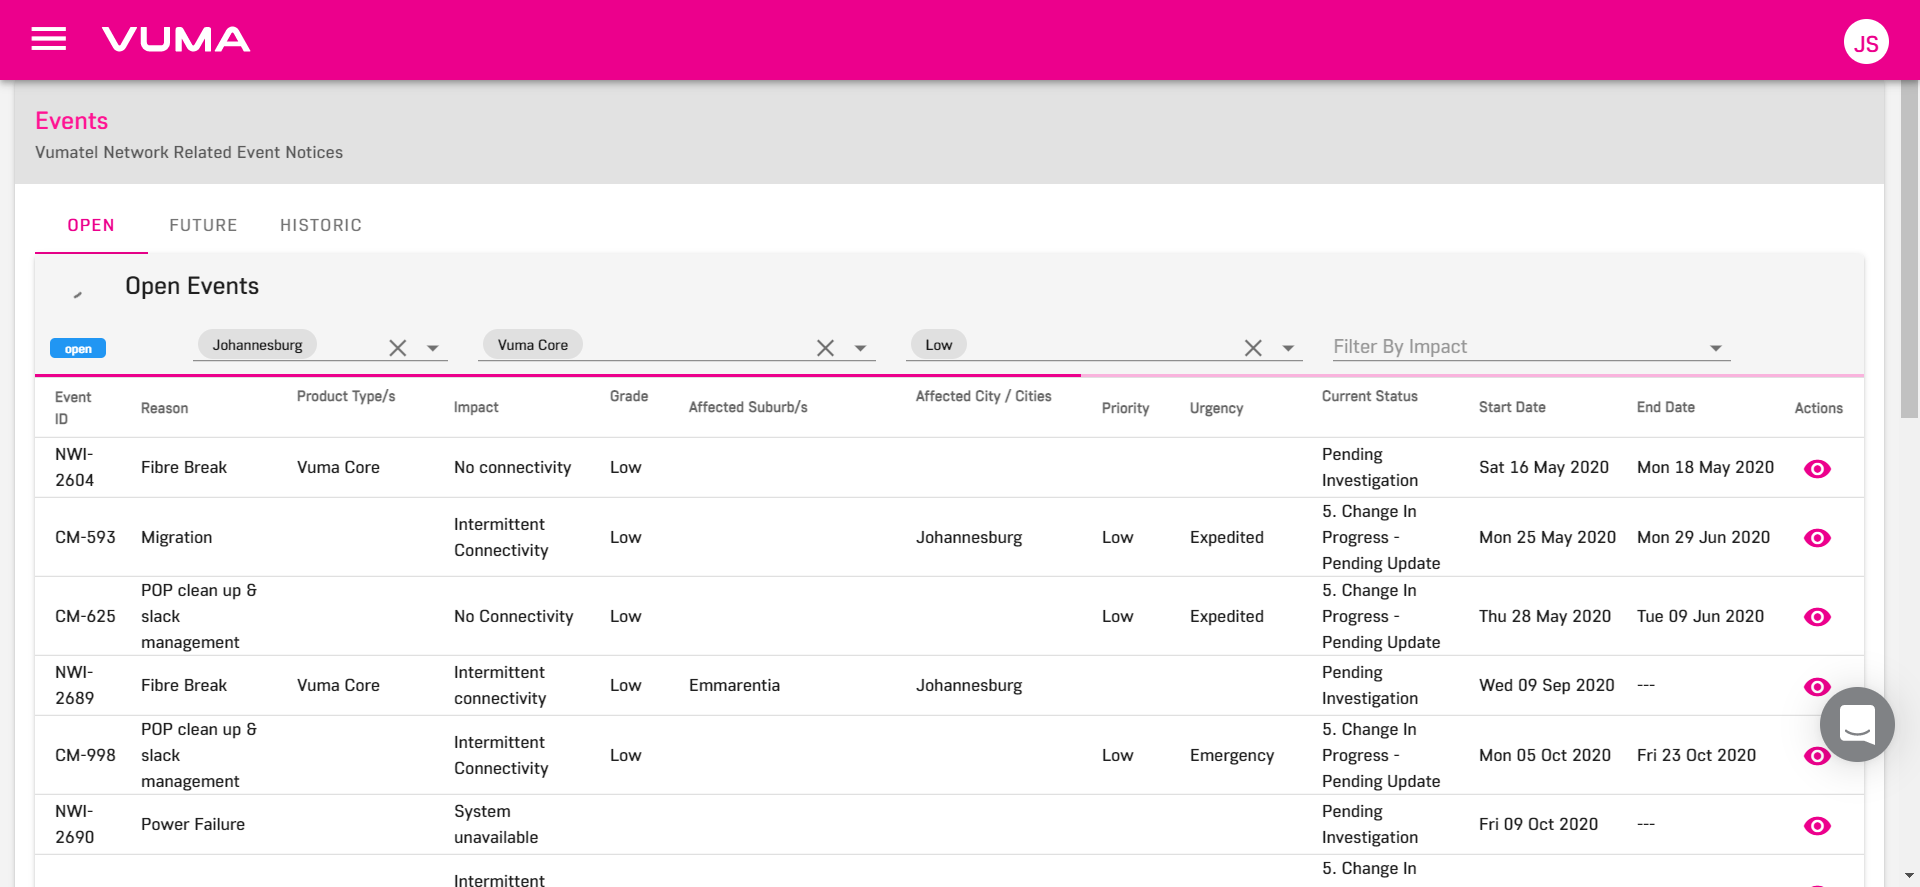 VUMA
JS
Events
Vumatel Network Related Event Notices
OPEN FUTURE HISTORIC
Open Events
open Johannesburg Vuma Core Low Filter By Impact
Event ID Reason Product Type/s Impact Grade Affected Suburb/s Affected City / Cities Priority Urgency Current Status Start Date End Date Actions
NWI-2604 Fibre Break Vuma Core No connectivity Low Pending Investigation Sat 16 May 2020 Mon 18 May 2020
CM-593 Migration Intermittent Connectivity Low Johannesburg Low Expedited 5. Change In Progress - Pending Update Mon 25 May 2020 Mon 29 Jun 2020
CM-625 POP clean up & slack management No Connectivity Low Low Expedited 5. Change In Progress - Pending Update Thu 28 May 2020 Tue 09 Jun 2020
NWI-2689 Fibre Break Vuma Core Intermittent connectivity Low Emmarentia Johannesburg Pending Investigation Wed 09 Sep 2020 ---
CM-998 POP clean up & slack management Intermittent Connectivity Low Low Emergency 5. Change In Progress - Pending Update Mon 05 Oct 2020 Fri 23 Oct 2020
NWI-2690 Power Failure System unavailable Pending Investigation Fri 09 Oct 2020 ---
Intermittent 5. Change In